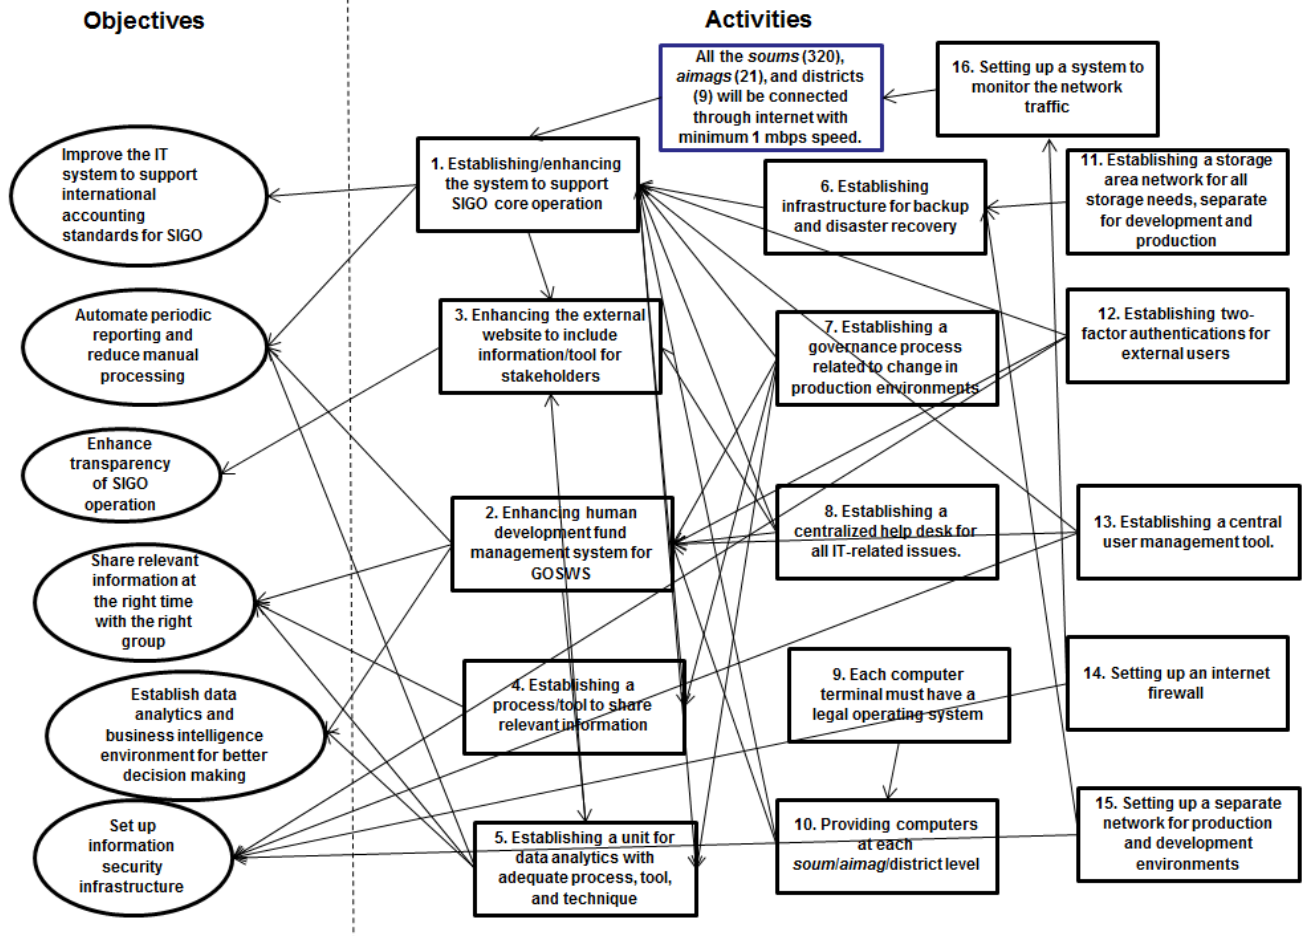 Objectives
Activities
Improve the IT
system to support
international
accounting
standards for SIGO
Automate periodic
reporting and
reduce manual
processing
Enhance
transparency
of SIGO
operation
Share relevant
information at
the right time
with the right
group
Establish data
analytics and
business intelligence
environment for better
decision making
Set up
information
security
infrastructure
All the soums (320),
aimags (21), and districts
(9) will be connected
through internet with
minimum 1 mbps speed.
1. Establishing/enhancing
the system to support
SIGO core operation
3. Enhancing the external
website to include
information/tool for
stakeholders
2. Enhancing human
development fund
management system for
GOSWS
4. Establishing a
process/tool to share
relevant information
5. Establishing a unit for
data analytics with
adequate process, tool,
and technique
6. Establishing
infrastructure for backup
and disaster recovery
7. Establishing a
governance process
related to change in
production environments
8. Establishing a
centralized help desk for
all IT-related issues.
9. Each computer
terminal must have a
legal operating system
10. Providing computers
at each
soum/aimag/district level
16. Setting up a system to
monitor the network
traffic
11. Establishing a storage
area network for all
storage needs, separate
for development and
production
12. Establishing two-
factor authentications for
external users
13. Establishing a central
user management tool.
14. Setting up an internet
firewall
15. Setting up a separate
network for production
and development
environments